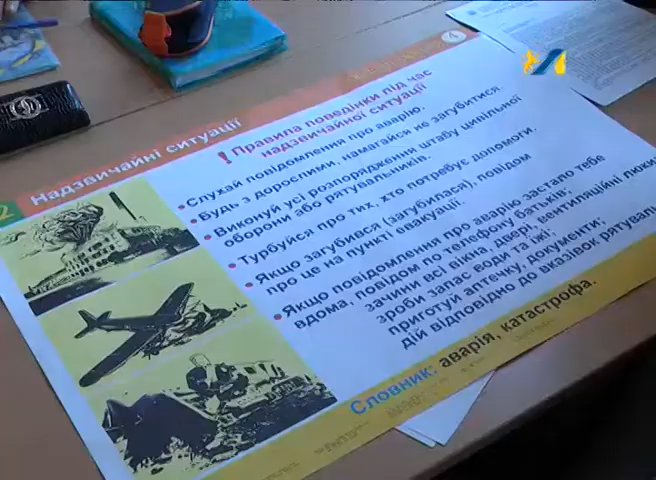 2 Надзвичайні ситуації 4
! Правила поведінки під час
надзвичайної ситуації.
• Слухай повідомлення про аварію.
• Будь з дорослими, намагайся не загубитися.
• Виконуй усі розпорядження штабу цивільної
оборони або рятувальників.
• Турбуйся про тих, хто потребує допомоги.
• Якщо загубився (загубилася), повідом
про це на пункті евакуації.
• Якщо повідомлення про аварію застало тебе
вдома, повідом по телефону батьків,
зачини всі вікна, двері, вентиляційні люки,
зроби запас води та їжі,
приготуй аптечку, документи;
дій відповідно до вказівок
Словник: аварія, катастрофа.